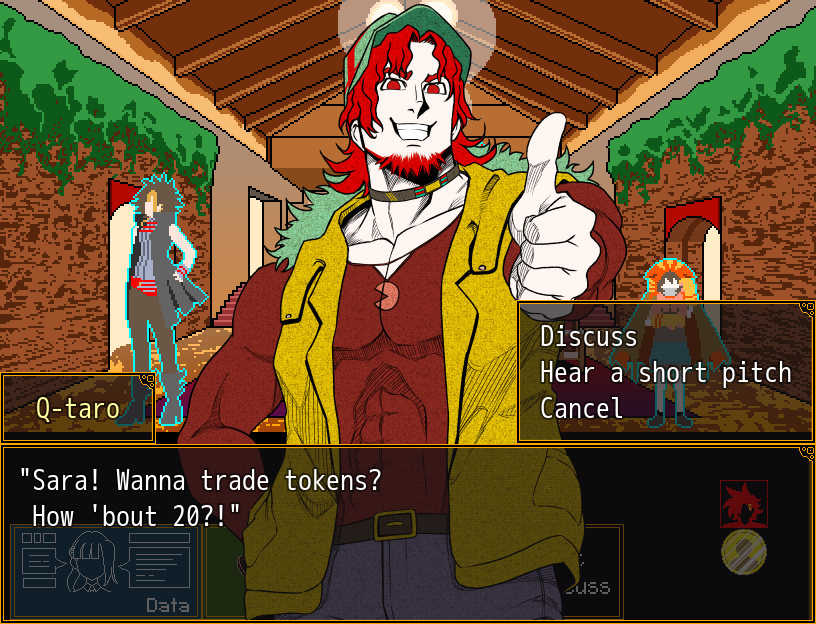 Discuss
Hear a short pitch
Cancel
Q-taro
"Sara! Wanna trade tokens?
How 'bout 20?!"
Data